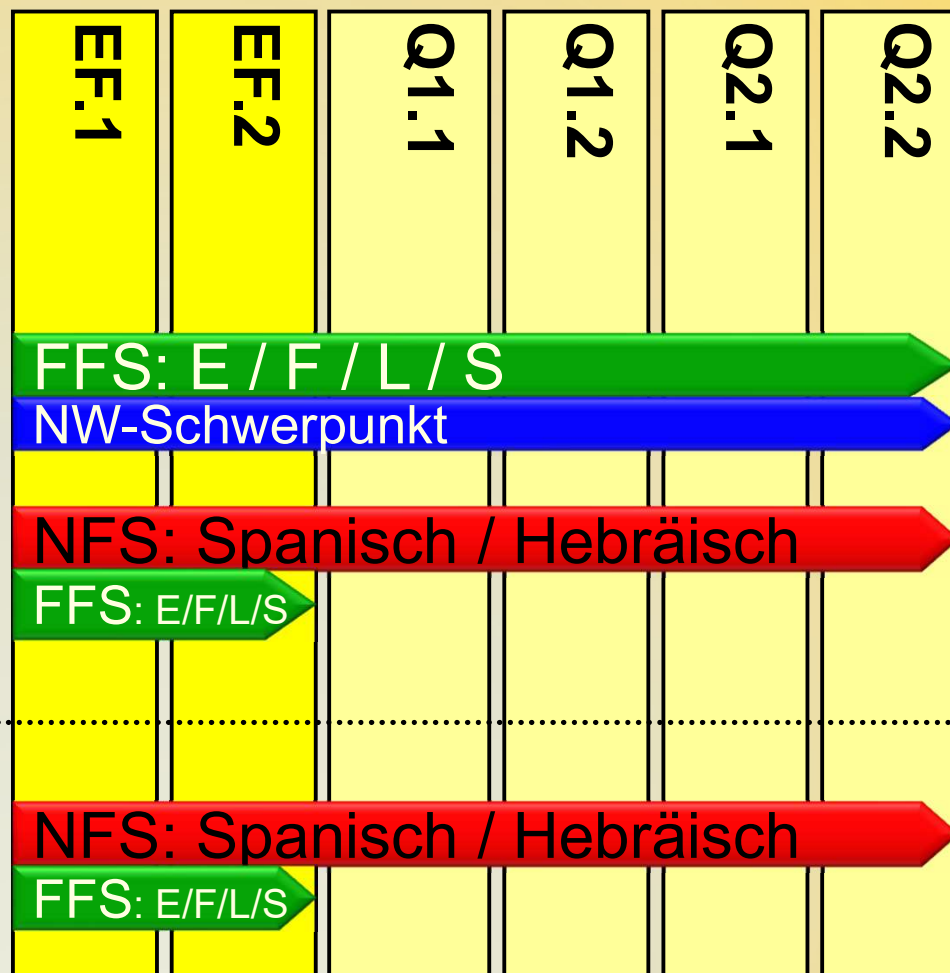 EF.1
EF.2
Q1.1
Q1.2
Q2.1
Q2.2
FFS: E / F / L / S
NW-Schwerpunkt
NFS: Spanisch / Hebräisch
FFS: E/F/L/S
NFS: Spanisch / Hebräisch
FFS: E/F/L/S